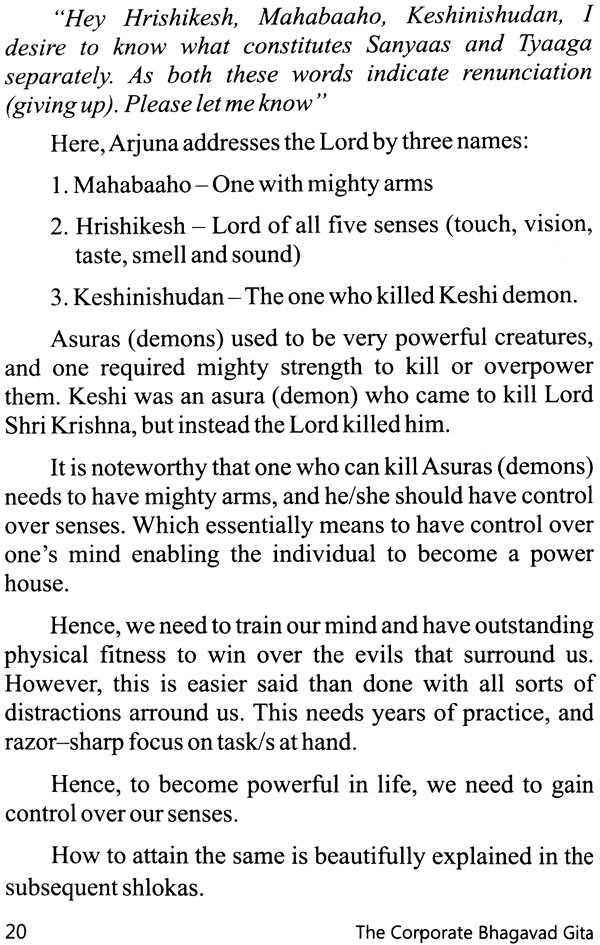 “Hey Hrishikesh, Mahabaaho, Keshinishudan, I
desire to know what constitutes Sanyaas and Tyaaga
separately. As both these words indicate renunciation
(giving up). Please let me know”
Here, Arjuna addresses the Lord by three names:
1. Mahabaaho – One with mighty arms
2. Hrishikesh – Lord of all five senses (touch, vision,
taste, smell and sound)
3. Keshinishudan – The one who killed Keshi demon.
Asuras (demons) used to be very powerful creatures,
and one required mighty strength to kill or overpower
them. Keshi was an asura (demon) who came to kill Lord
Shri Krishna, but instead the Lord killed him.
It is noteworthy that one who can kill Asuras (demons)
needs to have mighty arms, and he/she should have control
over senses. Which essentially means to have control over
one’s mind enabling the individual to become a power
house.
Hence, we need to train our mind and have outstanding
physical fitness to win over the evils that surround us.
However, this is easier said than done with all sorts of
distractions arround us. This needs years of practice, and
razor–sharp focus on task/s at hand.
Hence, to become powerful in life, we need to gain
control over our senses.
How to attain the same is beautifully explained in the
subsequent shlokas.
20 The Corporate Bhagavad Gita